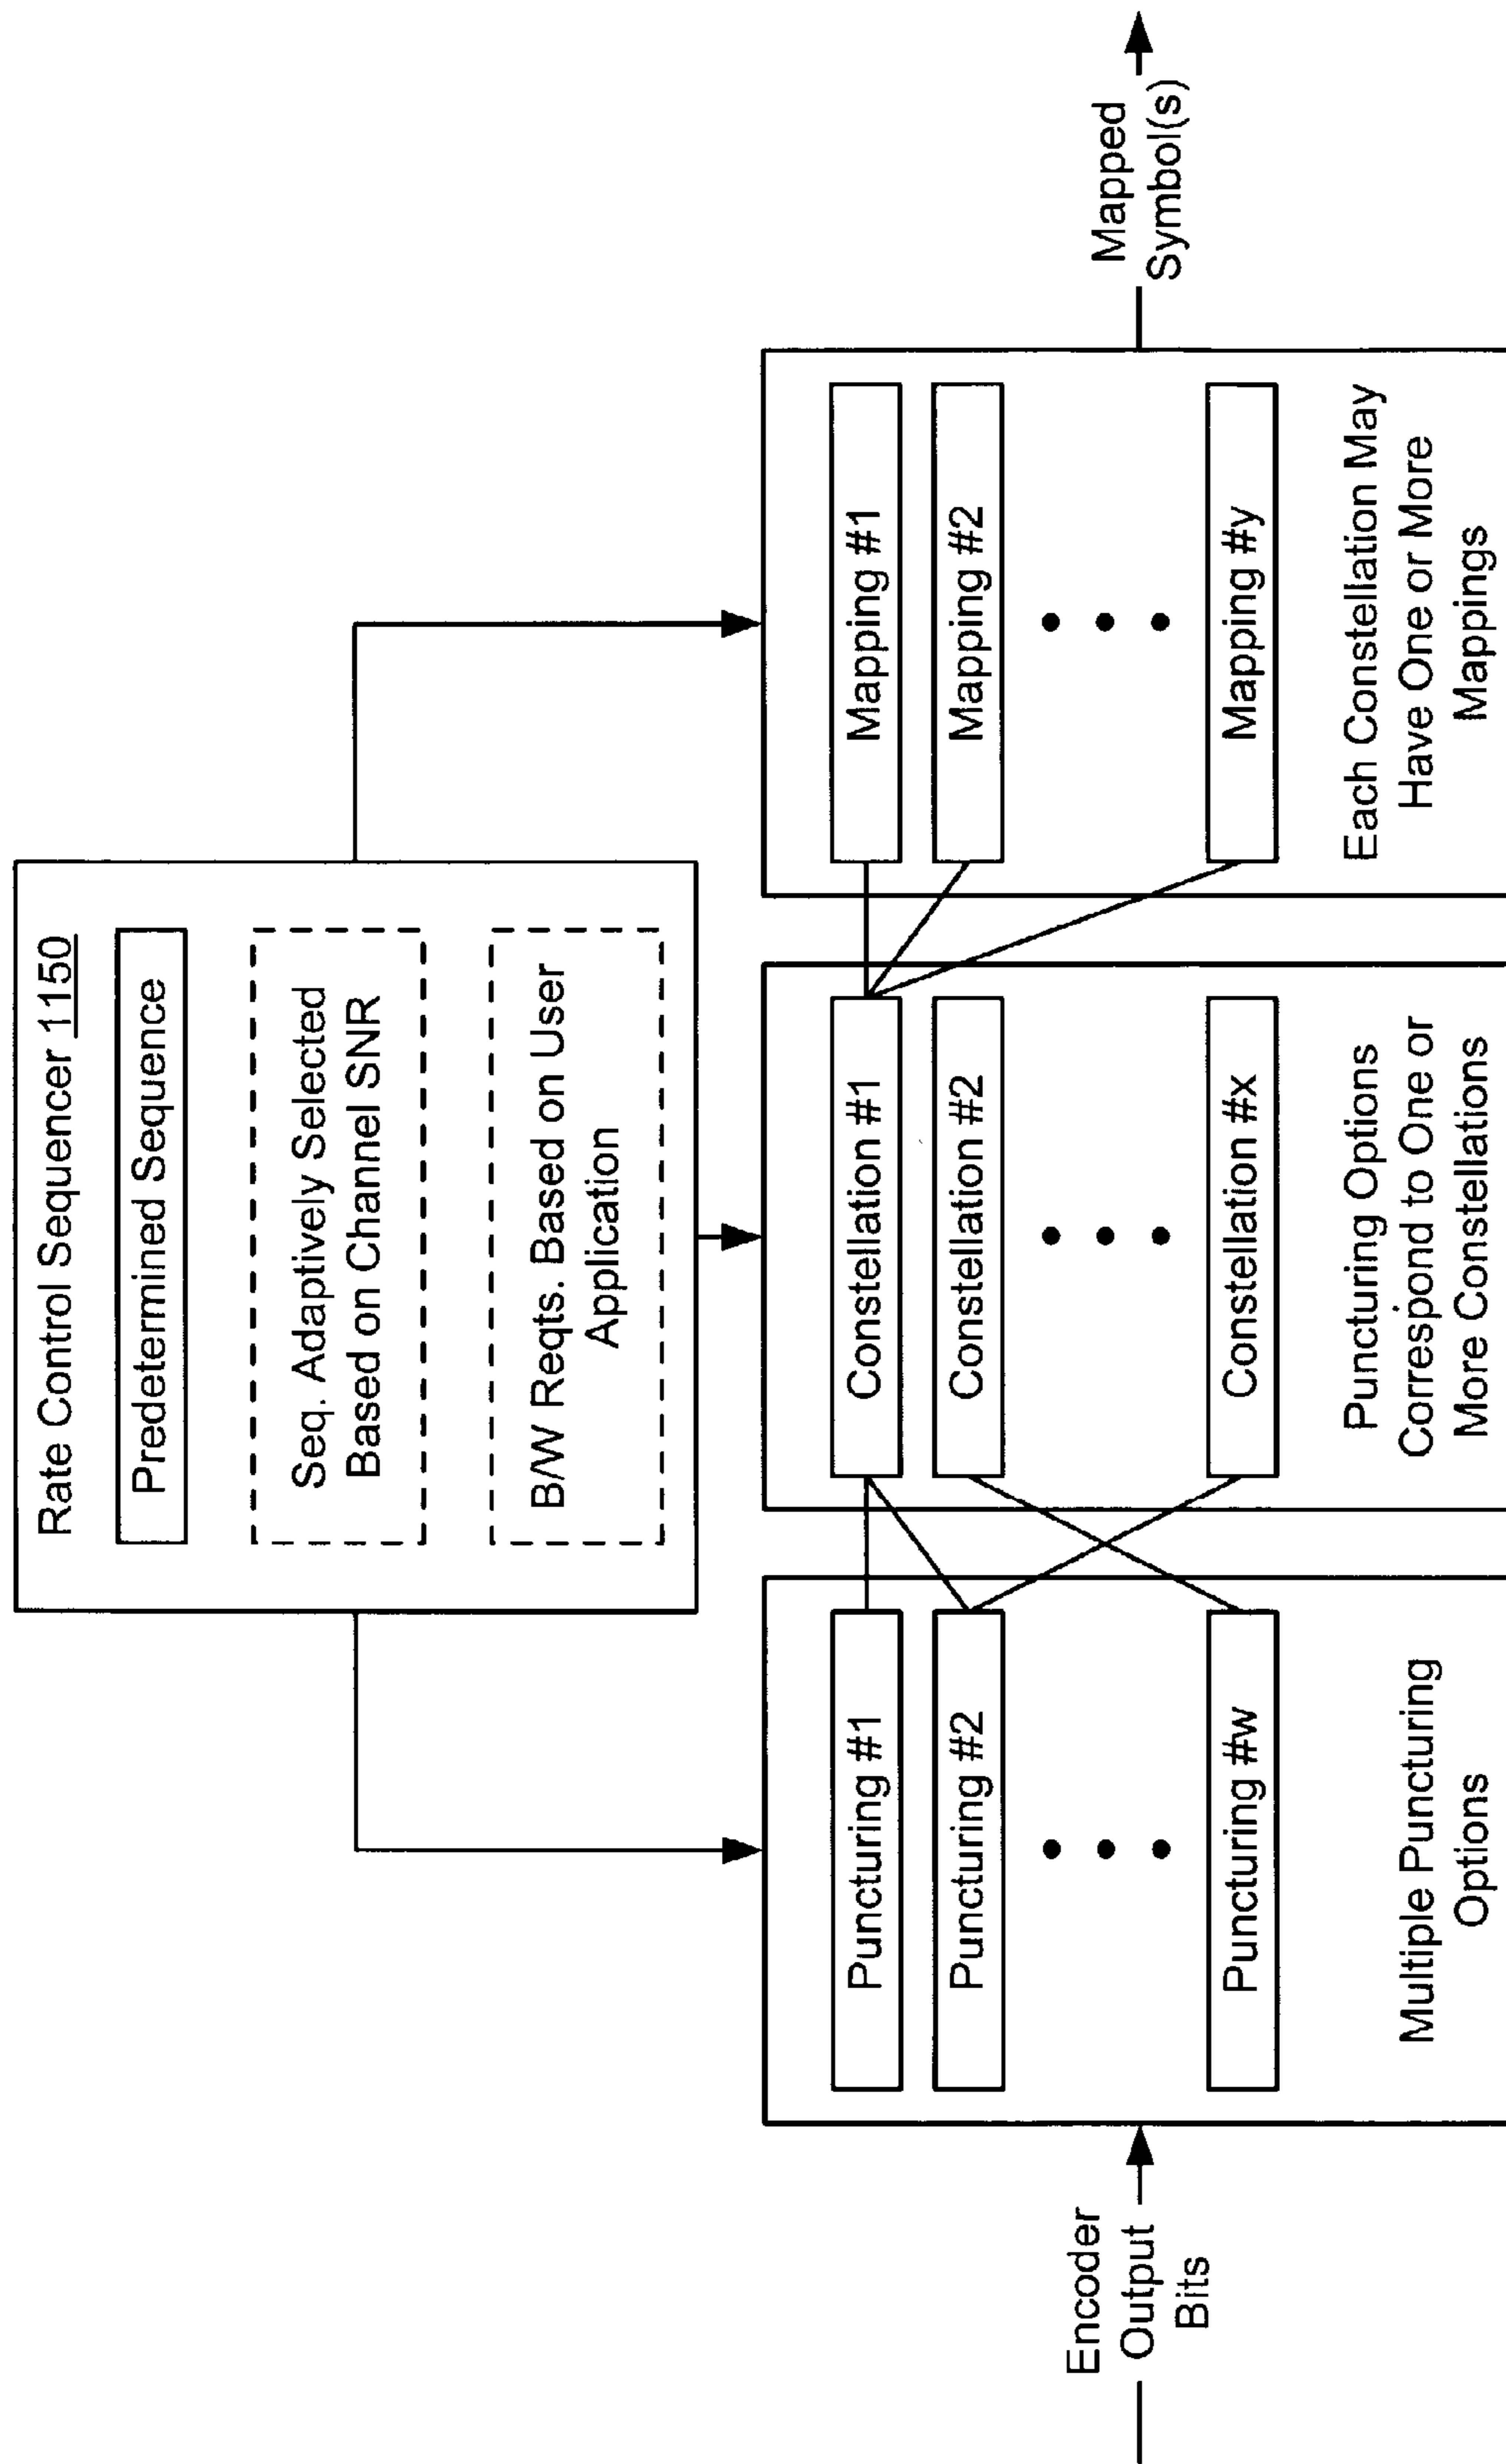 Rate Control Sequencer 1150
Predetermined Sequence
Seq. Adaptively Selected
Based on Channel SNR
B/W Reqts. Based on User
Application
Encoder
Output
Bits
Puncturing #1
Puncturing #2
Puncturing #w
Multiple Puncturing
Options
Constellation #1
Constellation #2
Constellation #x
Puncturing Options
Correspond to One or
More Constellations
Mapping #1
Mapping #2
Mapping #y
Each Constellation May
Have One or More
Mappings
Mapped
Symbol(s)